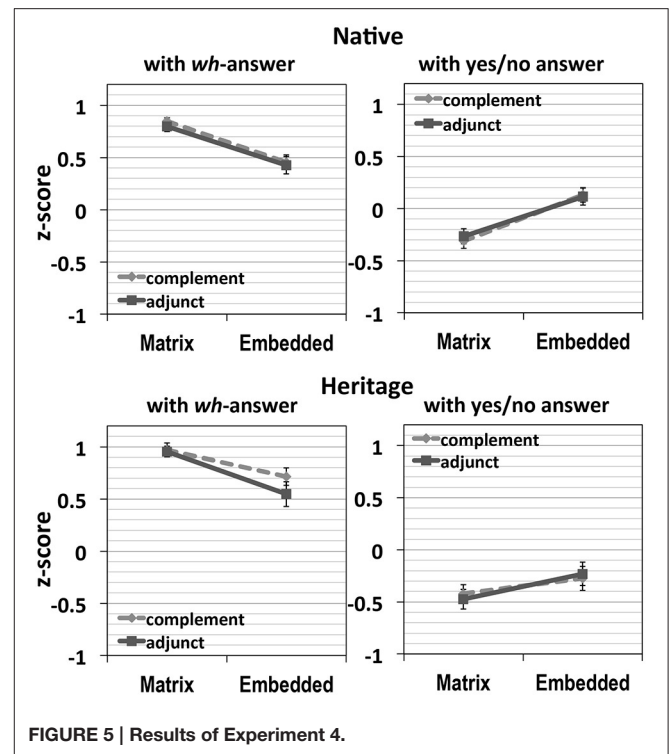 Native
with wh-answer
with yes/no answer
z-score
1
0.5
0
-0.5
-1
complement
adjunct
Matrix
Embedded
1
0.5
0
-0.5
-1
complement
adjunct
Matrix
Embedded
Heritage
with wh-answer
with yes/no answer
z-score
1
0.5
0
-0.5
-1
complement
adjunct
Matrix
Embedded
1
0.5
0
-0.5
-1
complement
adjunct
Matrix
Embedded
FIGURE 5 | Results of Experiment 4.